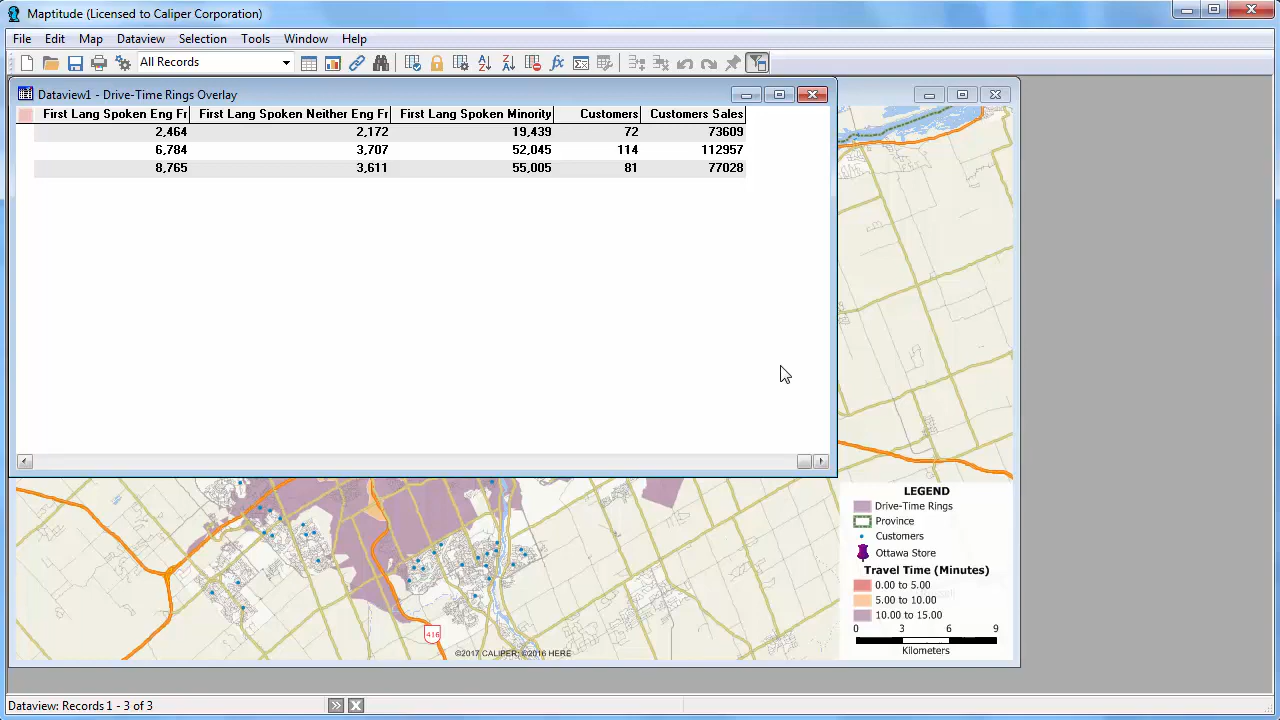 Maptitude (Licensed to Caliper Corporation)
File Edit Map Dataview Selection Tools Window Help
All Records
Dataview1 - Drive-Time Rings Overlay
First Lang Spoken Eng Fr First Lang Spoken Neither Eng Fr First Lang Spoken Minority Customers Customers Sales
2,464 2,172 19,439 72 73609
5,784 3,707 52,045 114 112957
8,765 3,611 55,005 81 77028
LEGEND
Drive-Time Rings
Province
Customers
Ottawa Store
Travel Time (Minutes)
0.00 to 5.00
5.00 to 10.00
10.00 to 15.00
0 3 6 9
Kilometers
416
©2017 CALIPER; ©2016 HERE
Dataview: Records 1 - 3 of 3